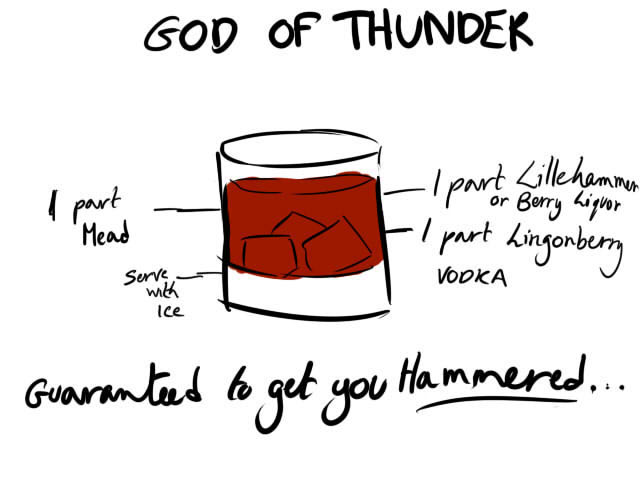 GOD OF THUNDER
1 part
Mead
Serve
with
Ice
1 part Lillehammer
or Berry Liquor
1 part Lingonberry
VODKA
Guaranteed to get you Hammered...